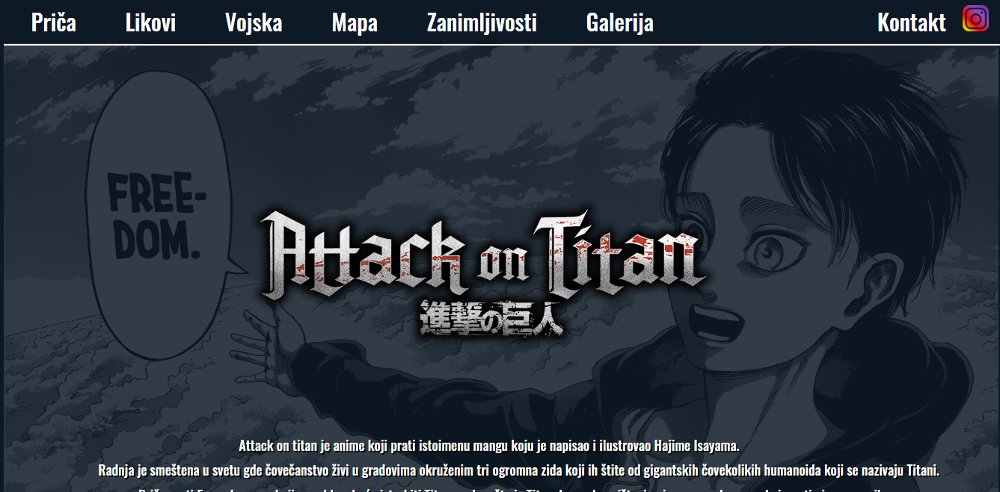 Priča Likovi Vojska Mapa Zanimljivosti Galerija Kontakt
FREE-
DOM.
Attack on Titan
進撃の巨人
Attack on titan je anime koji prati istoimenu mangu koju je napisao i ilustrovao Hajime Isayama.
Radnja je smeštena u svetu gde čovečanstvo živi u gradovima okruženim tri ogromna zida koji ih štite od gigantskih čovekolikih humanoida koji se nazivaju Titani.